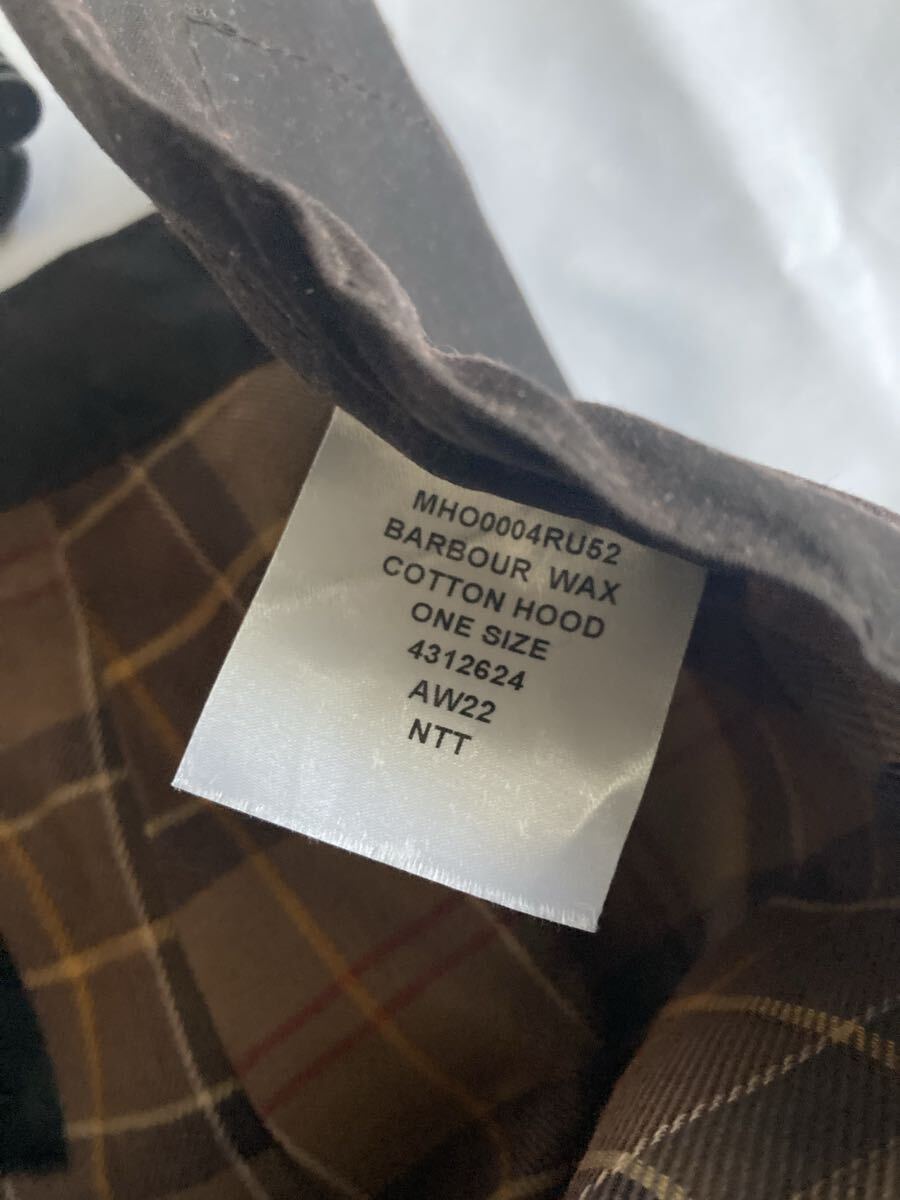 MHO0004RU52
BARBOUR WAX
COTTON HOOD
ONE SIZE
4312624
AW22
NTT